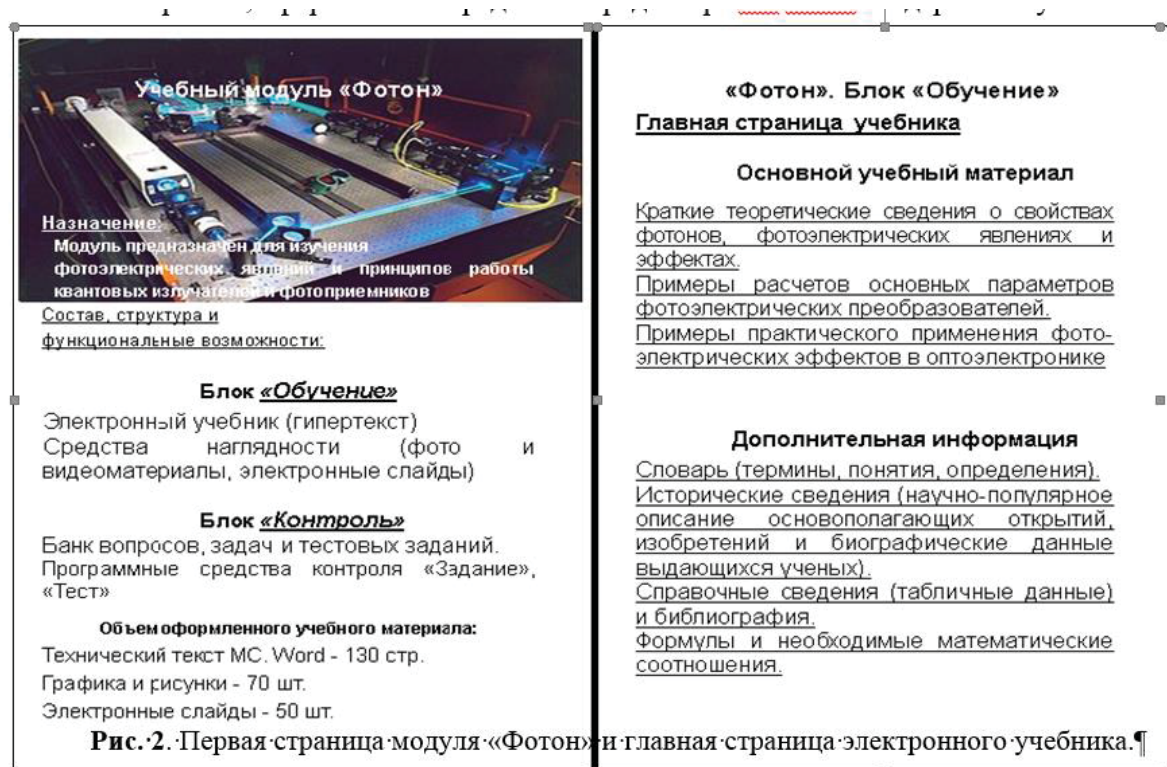 Учебный модуль «Фотон»
Назначение:
Модуль предназначен для изучения
фотоэлектрических явлений и принципов работы
квантовых излучателей и фотоприемников
Состав, структура и
функциональные возможности:
Блок «Обучение»
Электронный учебник (гипертекст)
Средства наглядности (фото и
видеоматериалы, электронные слайды)
Блок «Контроль»
Банк вопросов, задач и тестовых заданий.
Программные средства контроля «Задание»,
«Тест»
Объем оформленного учебного материала:
Технический текст МС. Word - 130 стр.
Графика и рисунки - 70 шт.
Электронные слайды - 50 шт.
«Фотон». Блок «Обучение»
Главная страница учебника
Основной учебный материал
Краткие теоретические сведения о свойствах
фотонов, фотоэлектрических явлениях и
эффектах.
Примеры расчетов основных параметров
фотоэлектрических преобразователей.
Примеры практического применения фото-
электрических эффектов в оптоэлектронике
Дополнительная информация
Словарь (термины, понятия, определения).
Исторические сведения (научно-популярное
описание основополагающих открытий,
изобретений и биографические данные
выдающихся ученых).
Справочные сведения (табличные данные)
и библиография.
Формулы и необходимые математические
соотношения.
Рис.·2.·Первая·страница·модуля·«Фотон»·и·главная·страница·электронного·учебника.¶